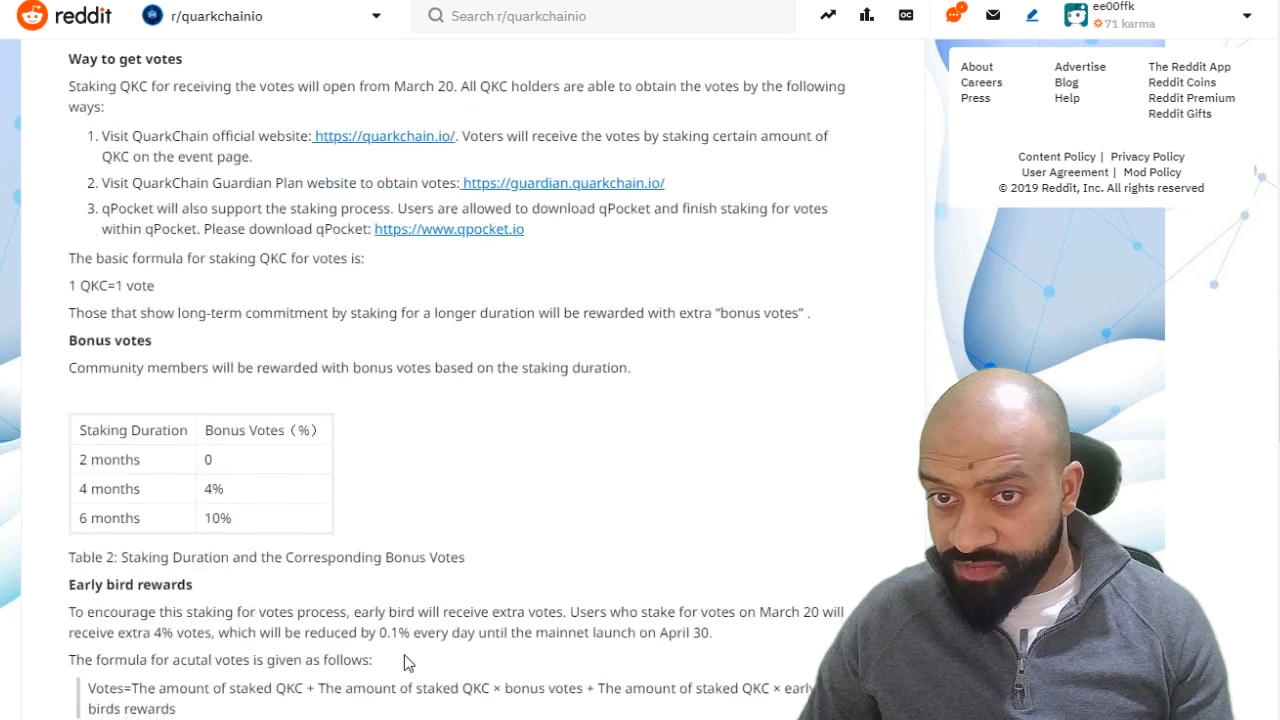 reddit
r/quarkchainio
Search r/quarkchainio
ee00ffk
71 karma
Way to get votes
Staking QKC for receiving the votes will open from March 20. All QKC holders are able to obtain the votes by the following
ways:
1. Visit QuarkChain official website: https://quarkchain.io/. Voters will receive the votes by staking certain amount of
QKC on the event page.
2. Visit QuarkChain Guardian Plan website to obtain votes: https://guardian.quarkchain.io/
3. qPocket will also support the staking process. Users are allowed to download qPocket and finish staking for votes
within qPocket. Please download qPocket: https://www.qpocket.io
The basic formula for staking QKC for votes is:
1 QKC=1 vote
Those that show long-term commitment by staking for a longer duration will be rewarded with extra "bonus votes" .
Bonus votes
Community members will be rewarded with bonus votes based on the staking duration.
Staking Duration Bonus Votes（%）
2 months 0
4 months 4%
6 months 10%
Table 2: Staking Duration and the Corresponding Bonus Votes
Early bird rewards
To encourage this staking for votes process, early bird will receive extra votes. Users who stake for votes on March 20 will
receive extra 4% votes, which will be reduced by 0.1% every day until the mainnet launch on April 30.
The formula for acutal votes is given as follows:
Votes=The amount of staked QKC + The amount of staked QKC × bonus votes + The amount of staked QKC × early
birds rewards
About Advertise The Reddit App
Careers Blog Reddit Coins
Press Help Reddit Premium
Reddit Gifts
Content Policy | Privacy Policy
User Agreement | Mod Policy
© 2019 Reddit, Inc. All rights reserved